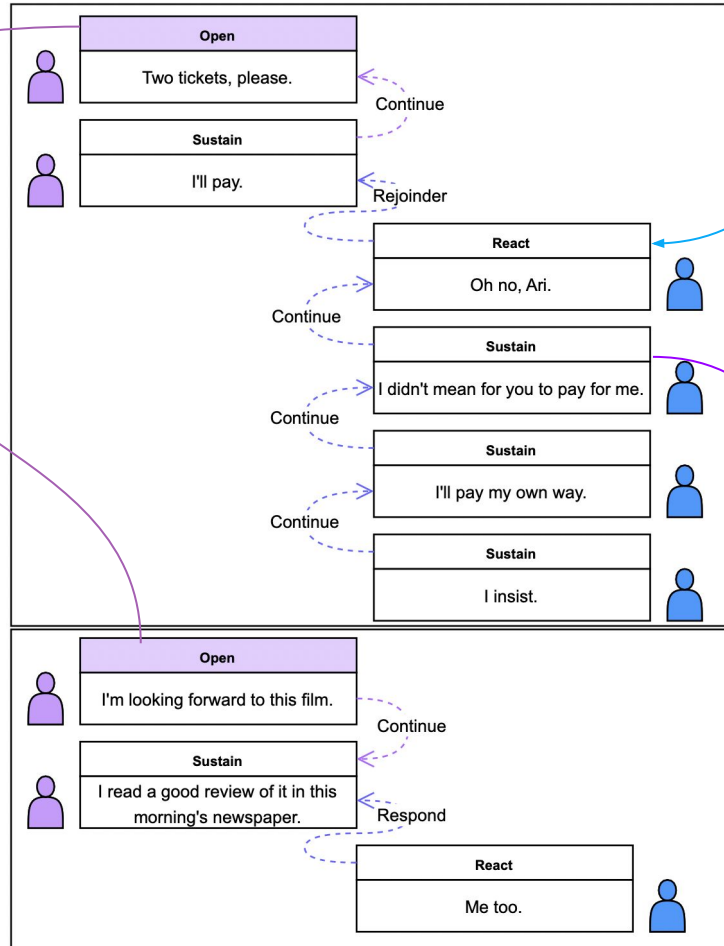 Open
Two tickets, please.
Continue
Sustain
I'll pay.
Rejoinder
React
Oh no, Ari.
Continue
Sustain
I didn't mean for you to pay for me.
Continue
Sustain
I'll pay my own way.
Continue
Sustain
I insist.
Open
I'm looking forward to this film.
Continue
Sustain
I read a good review of it in this
morning's newspaper.
Respond
React
Me too.